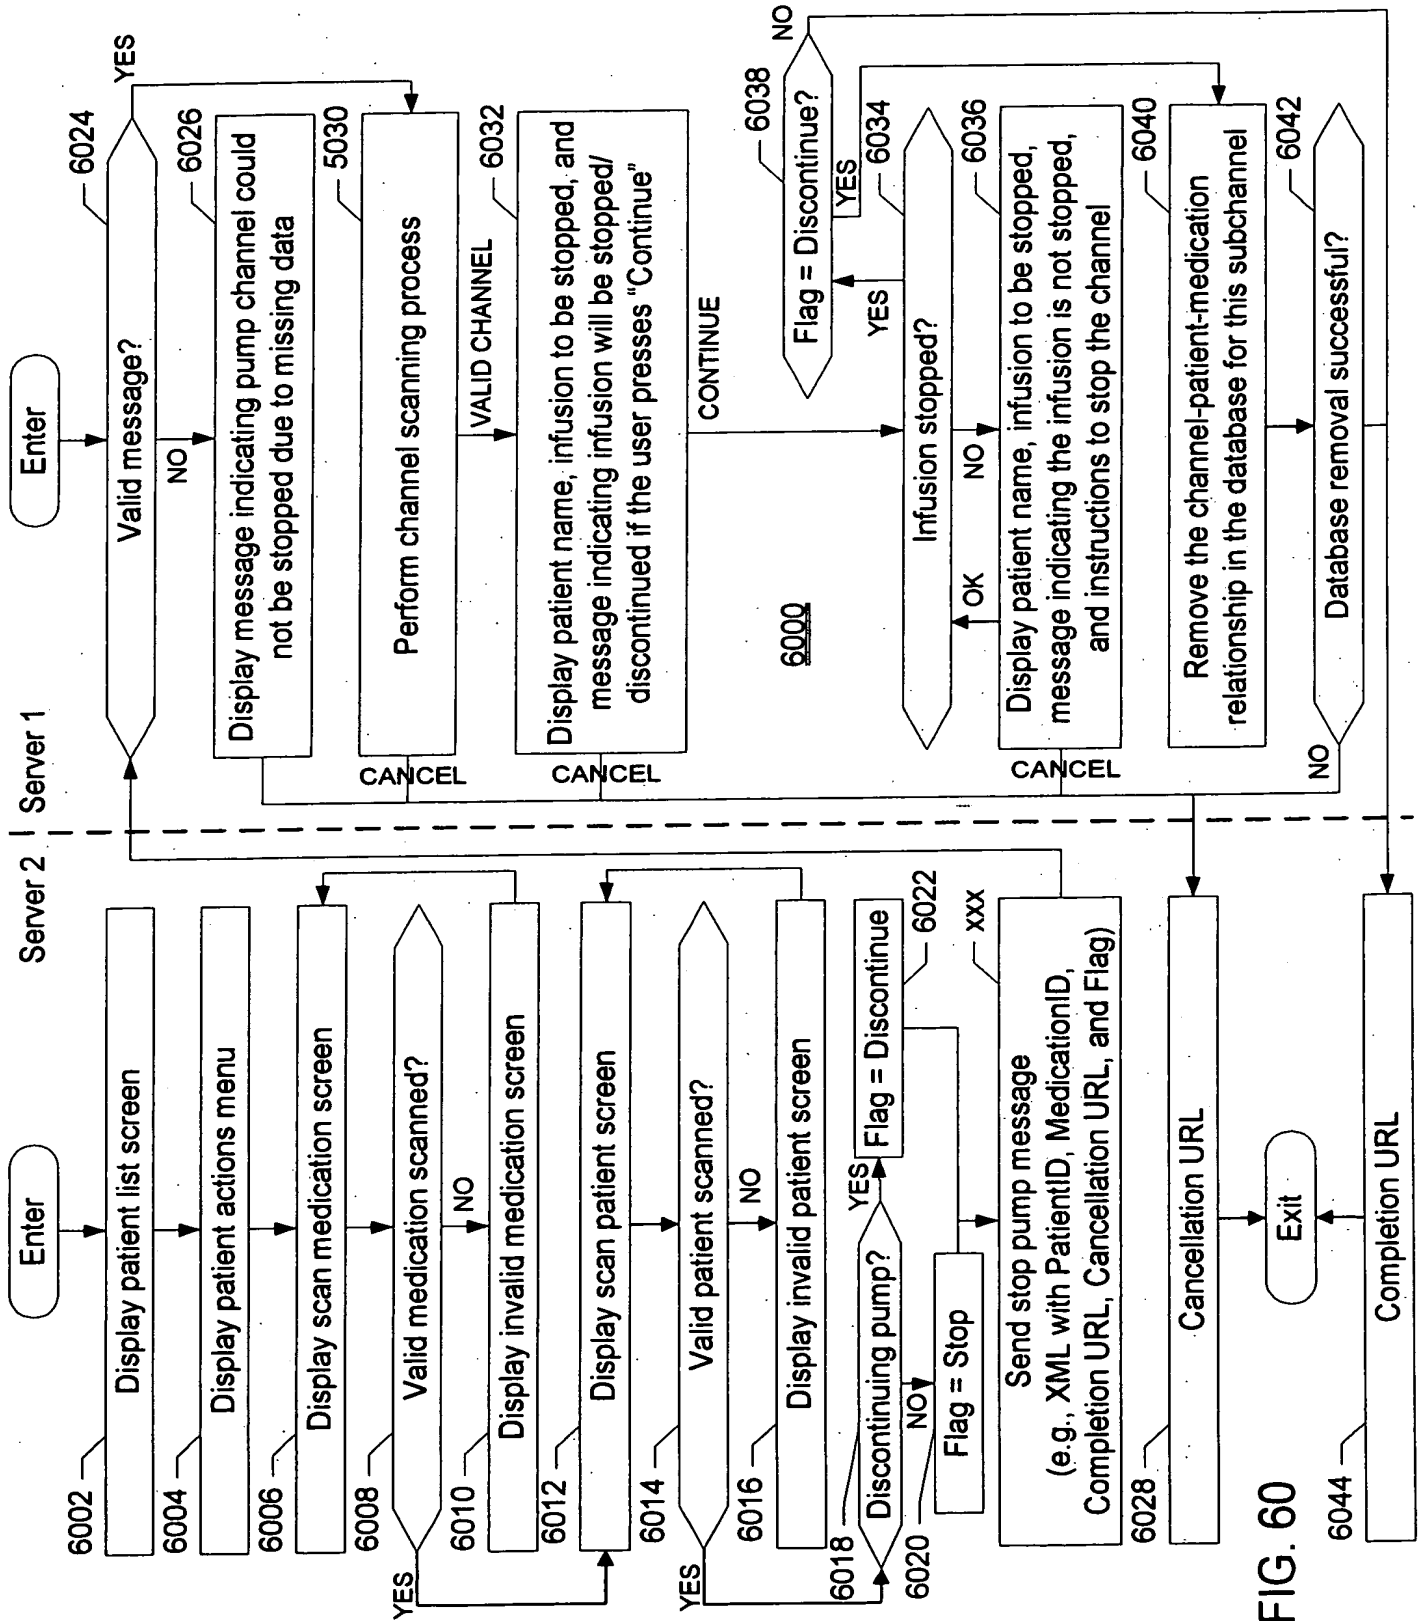 Server 2
Server 1
Enter
6002
Display patient list screen
6004
Display patient actions menu
6006
Display scan medication screen
6008
Valid medication scanned?
YES
NO
6010
Display invalid medication screen
6012
Display scan patient screen
6014
Valid patient scanned?
YES
NO
6016
Display invalid patient screen
6018
Discontinuing pump?
YES
Flag = Discontinue
6022
NO
6020
Flag = Stop
xxx
Send stop pump message
(e.g., XML with PatientID, MedicationID,
Completion URL, Cancellation URL, and Flag)
6028
Cancellation URL
Exit
6044
Completion URL
FIG. 60
Enter
6024
Valid message?
YES
NO
6026
Display message indicating pump channel could
not be stopped due to missing data
5030
Perform channel scanning process
CANCEL
VALID CHANNEL
6032
Display patient name, infusion to be stopped, and
message indicating infusion will be stopped/
discontinued if the user presses "Continue"
CANCEL
CONTINUE
6000
6038
Flag = Discontinue?
NO
YES
YES
6034
Infusion stopped?
OK
NO
6036
Display patient name, infusion to be stopped,
message indicating the infusion is not stopped,
and instructions to stop the channel
CANCEL
6040
Remove the channel-patient-medication
relationship in the database for this subchannel
6042
Database removal successful?
NO